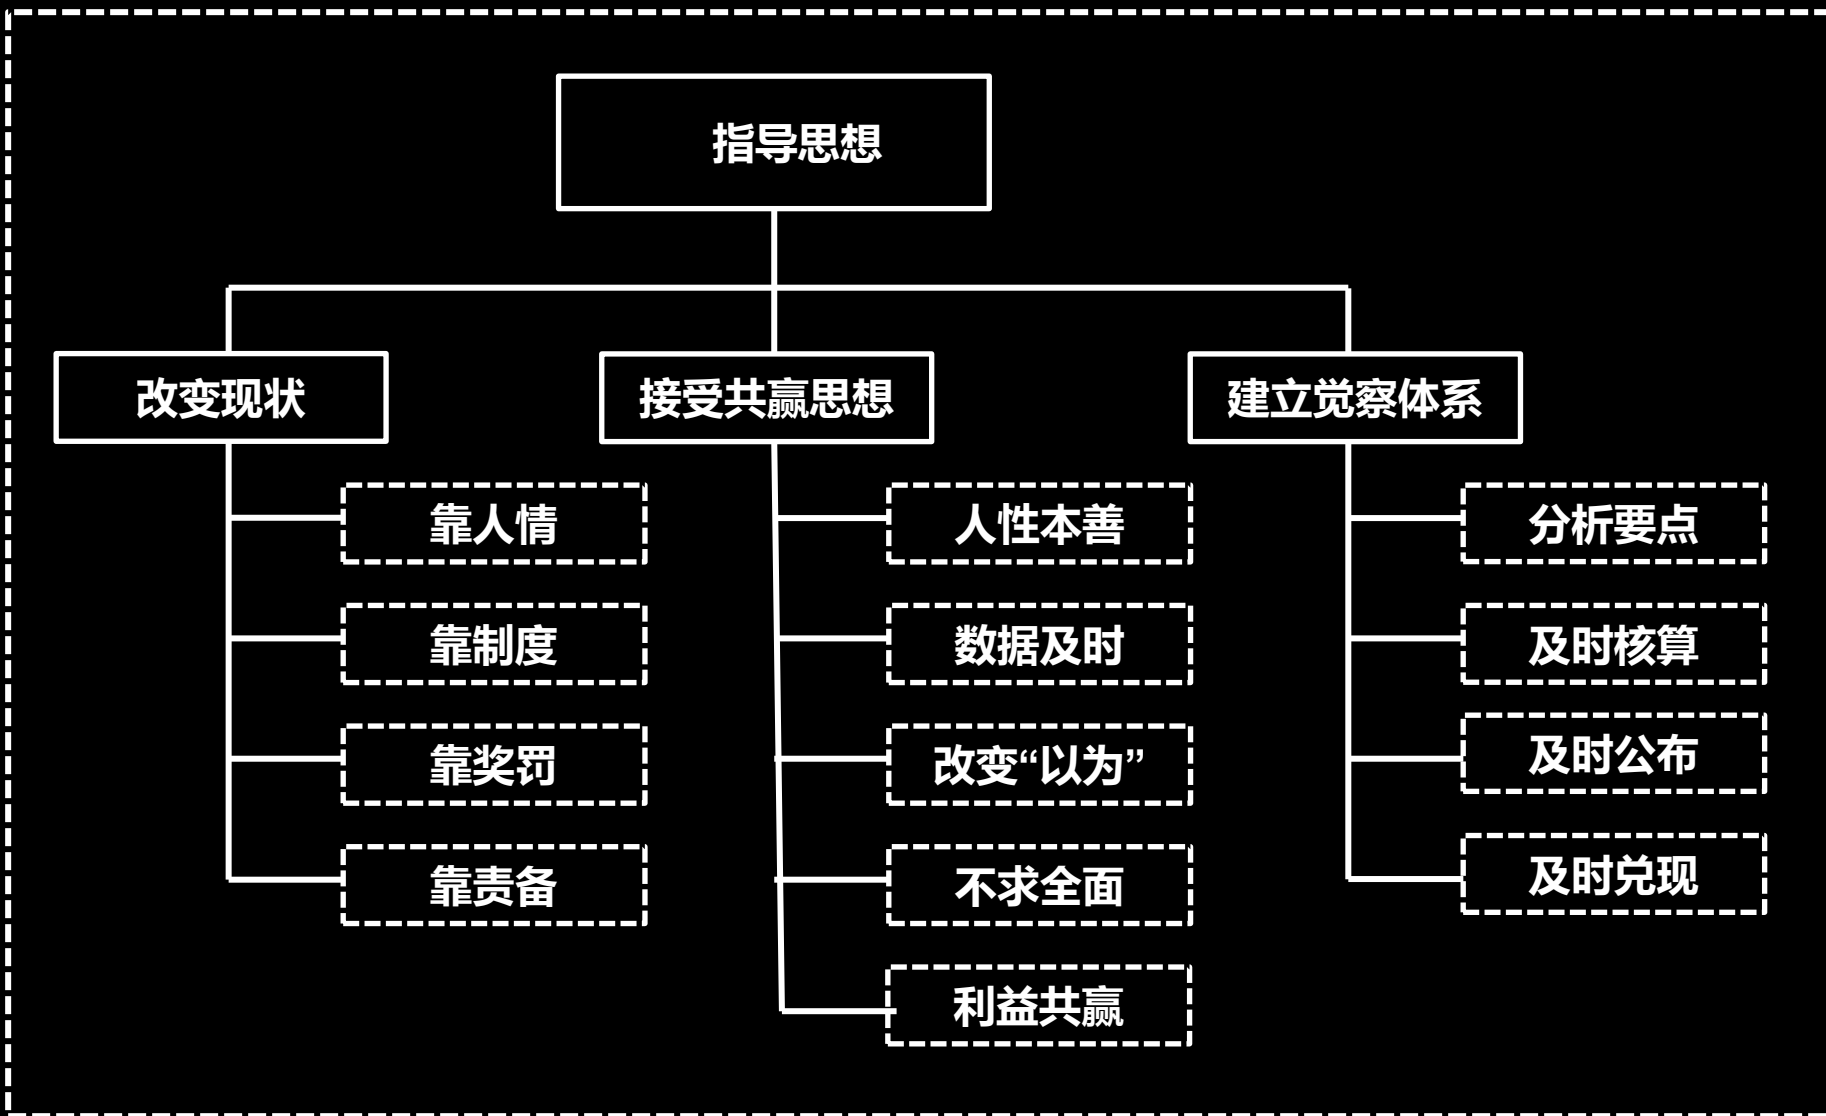 指导思想
改变现状
接受共赢思想
建立觉察体系
靠人情
人性本善
分析要点
靠制度
数据及时
及时核算
靠奖罚
改变“以为”
及时公布
靠责备
不求全面
及时兑现
利益共赢